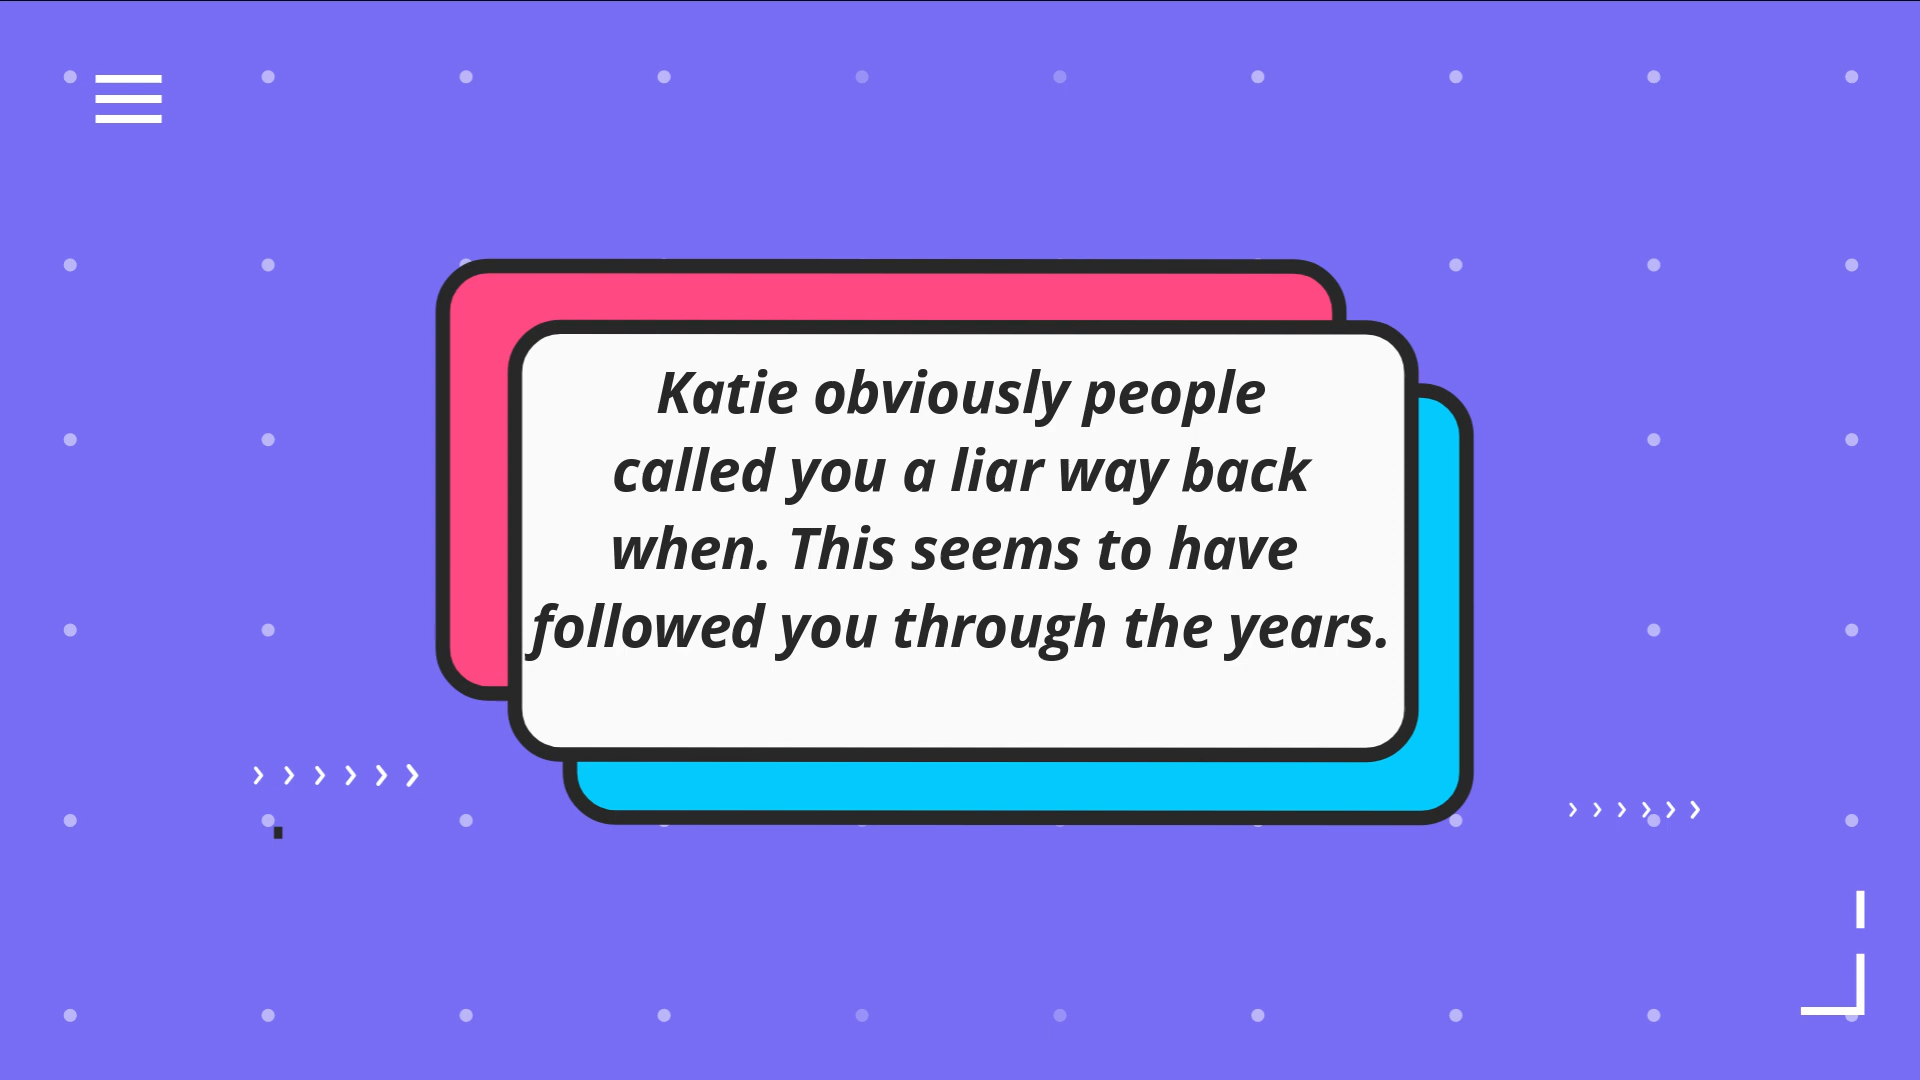 Katie obviously people
called you a liar way back
when. This seems to have
followed you through the years.